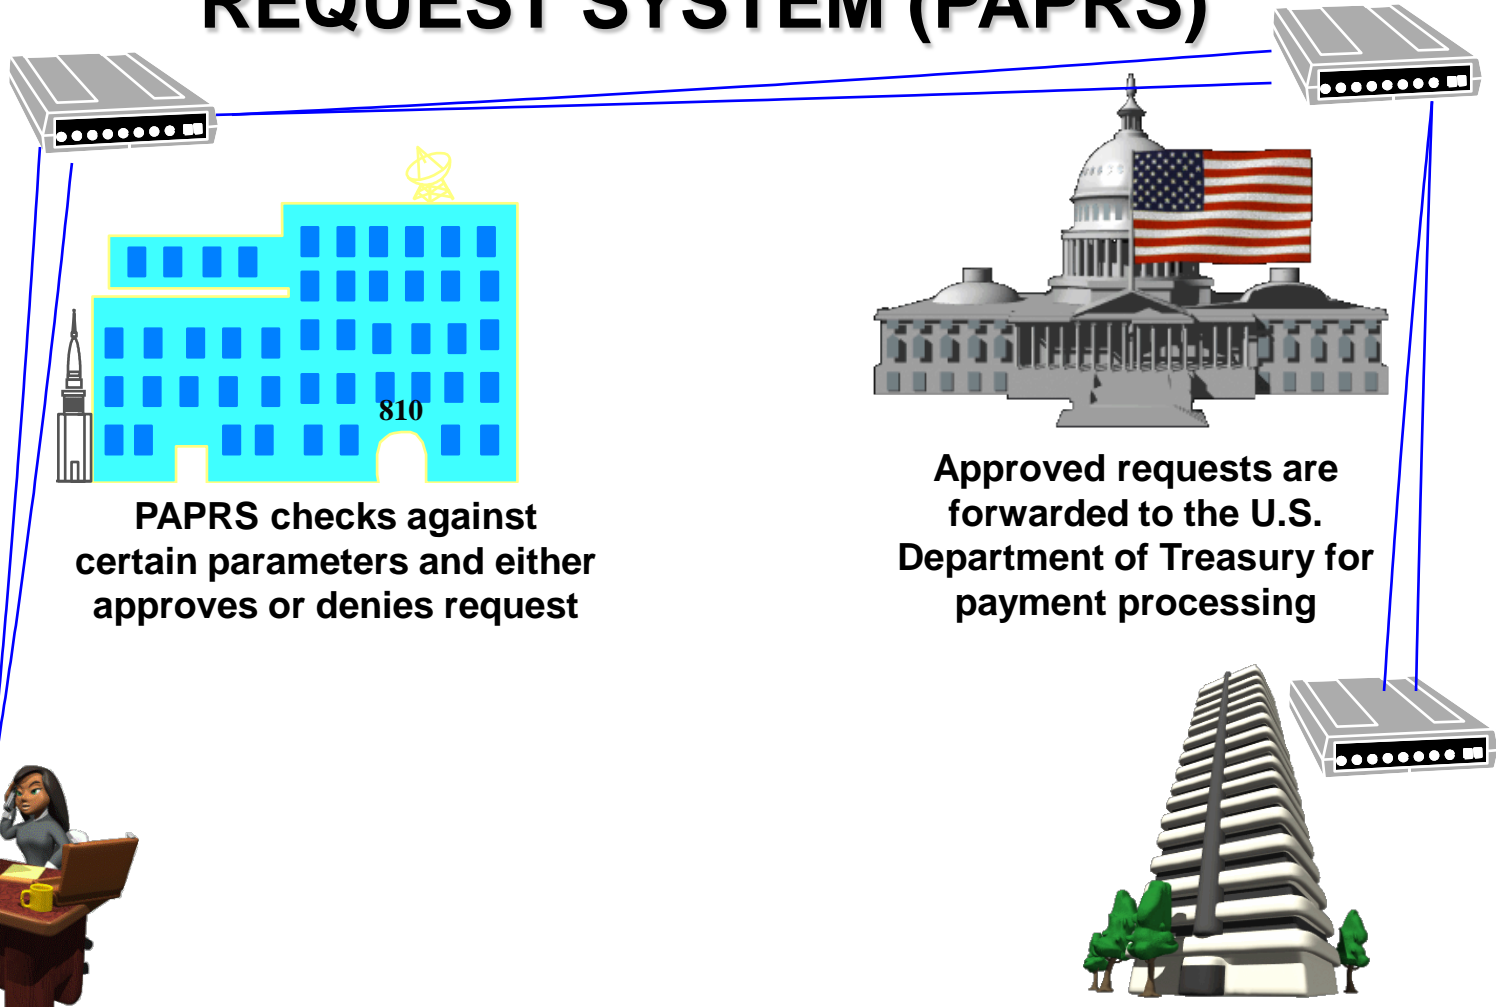 REQUEST SYSTEM (PAPRS)
810
PAPRS checks against
certain parameters and either
approves or denies request
Approved requests are
forwarded to the U.S.
Department of Treasury for
payment processing